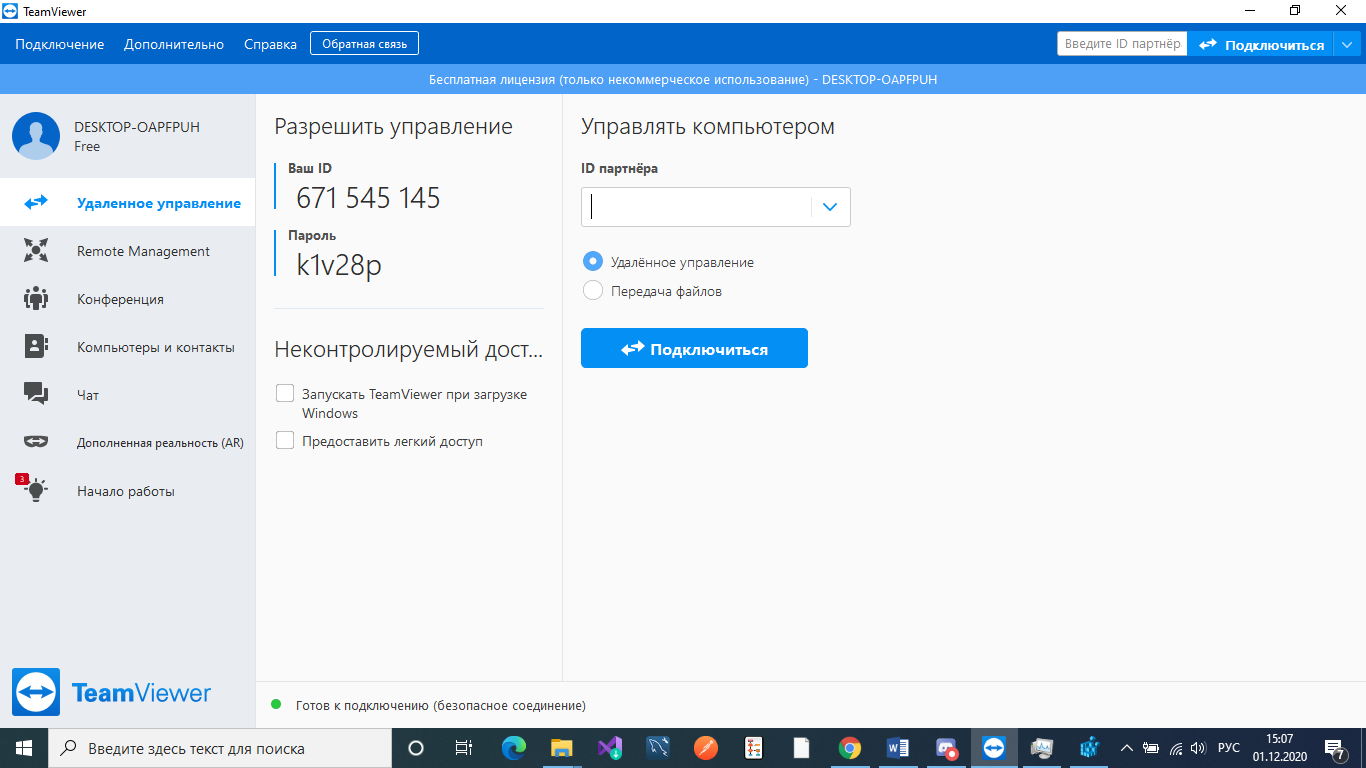 TeamViewer
Подключение Дополнительно Справка Обратная связь
Введите ID партнёр
Подключиться
Бесплатная лицензия (только некоммерческое использование) - DESKTOP-OAPFPUH
DESKTOP-OAPFPUH
Free
Удаленное управление
Remote Management
Конференция
Компьютеры и контакты
Чат
Дополненная реальность (AR)
3
Начало работы
TeamViewer
Разрешить управление
Ваш ID
671 545 145
Пароль
k1v28p
Неконтролируемый дост...
Запускать TeamViewer при загрузке
Windows
Предоставить легкий доступ
Управлять компьютером
ID партнёра
Удалённое управление
Передача файлов
Подключиться
Готов к подключению (безопасное соединение)
Введите здесь текст для поиска
РУС
15:07
01.12.2020
7